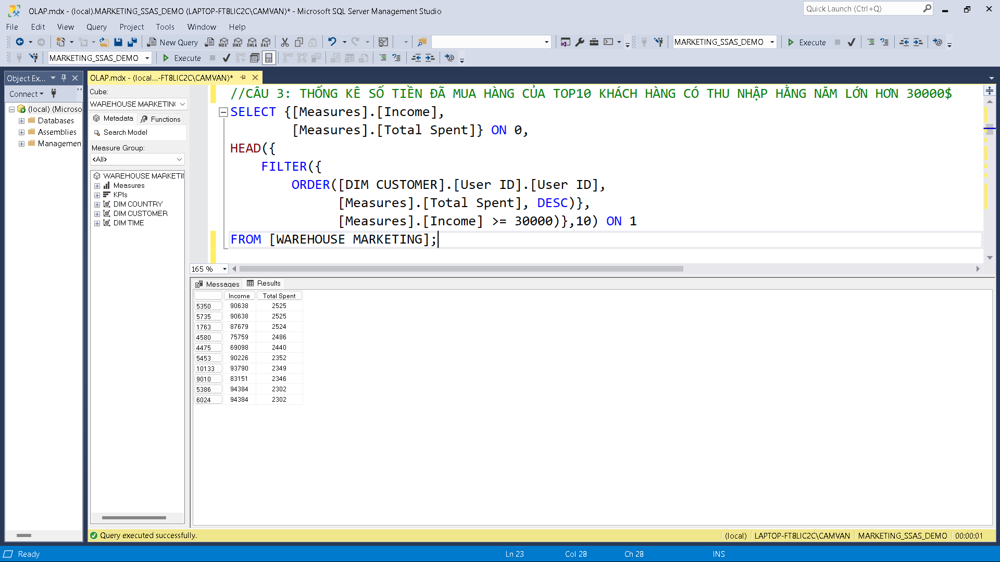 OLAP.mdx - (local).MARKETING_SSAS_DEMO (LAPTOP-FT8LIC2C\CAMVAN)* - Microsoft SQL Server Management Studio
Quick Launch (Ctrl+Q)
File Edit View Query Project Tools Window Help
New Query MDX DMX XMLA DAX MARKETING_SSAS_DEMO Execute
MARKETING_SSAS_DEMO Execute
Object Ex...
Connect
(local) (Microso
Databases
Assemblies
Managemen
OLAP.mdx - (local...-FT8LIC2C\CAMVAN)*
Cube:
WAREHOUSE MARKETING
Metadata Functions
Search Model
Measure Group:
<All>
WAREHOUSE MARKETI
Measures
KPIs
DIM COUNTRY
DIM CUSTOMER
DIM TIME
//CÂU 3: THỐNG KÊ SỐ TIỀN ĐÃ MUA HÀNG CỦA TOP10 KHÁCH HÀNG CÓ THU NHẬP HẰNG NĂM LỚN HƠN 30000$
SELECT {[Measures].[Income],
[Measures].[Total Spent]} ON 0,
HEAD({
FILTER({
ORDER([DIM CUSTOMER].[User ID].[User ID],
[Measures].[Total Spent], DESC)},
[Measures].[Income] >= 30000)},10) ON 1
FROM [WAREHOUSE MARKETING];
165 %
Messages Results
Income Total Spent
5350 90638 2525
5735 90638 2525
1763 87679 2524
4580 75759 2486
4475 69098 2440
5453 90226 2352
10133 93790 2349
9010 83151 2346
5386 94384 2302
6024 94384 2302
Query executed successfully. (local) LAPTOP-FT8LIC2C\CAMVAN MARKETING_SSAS_DEMO 00:00:01
Ready Ln 23 Col 28 Ch 28 INS